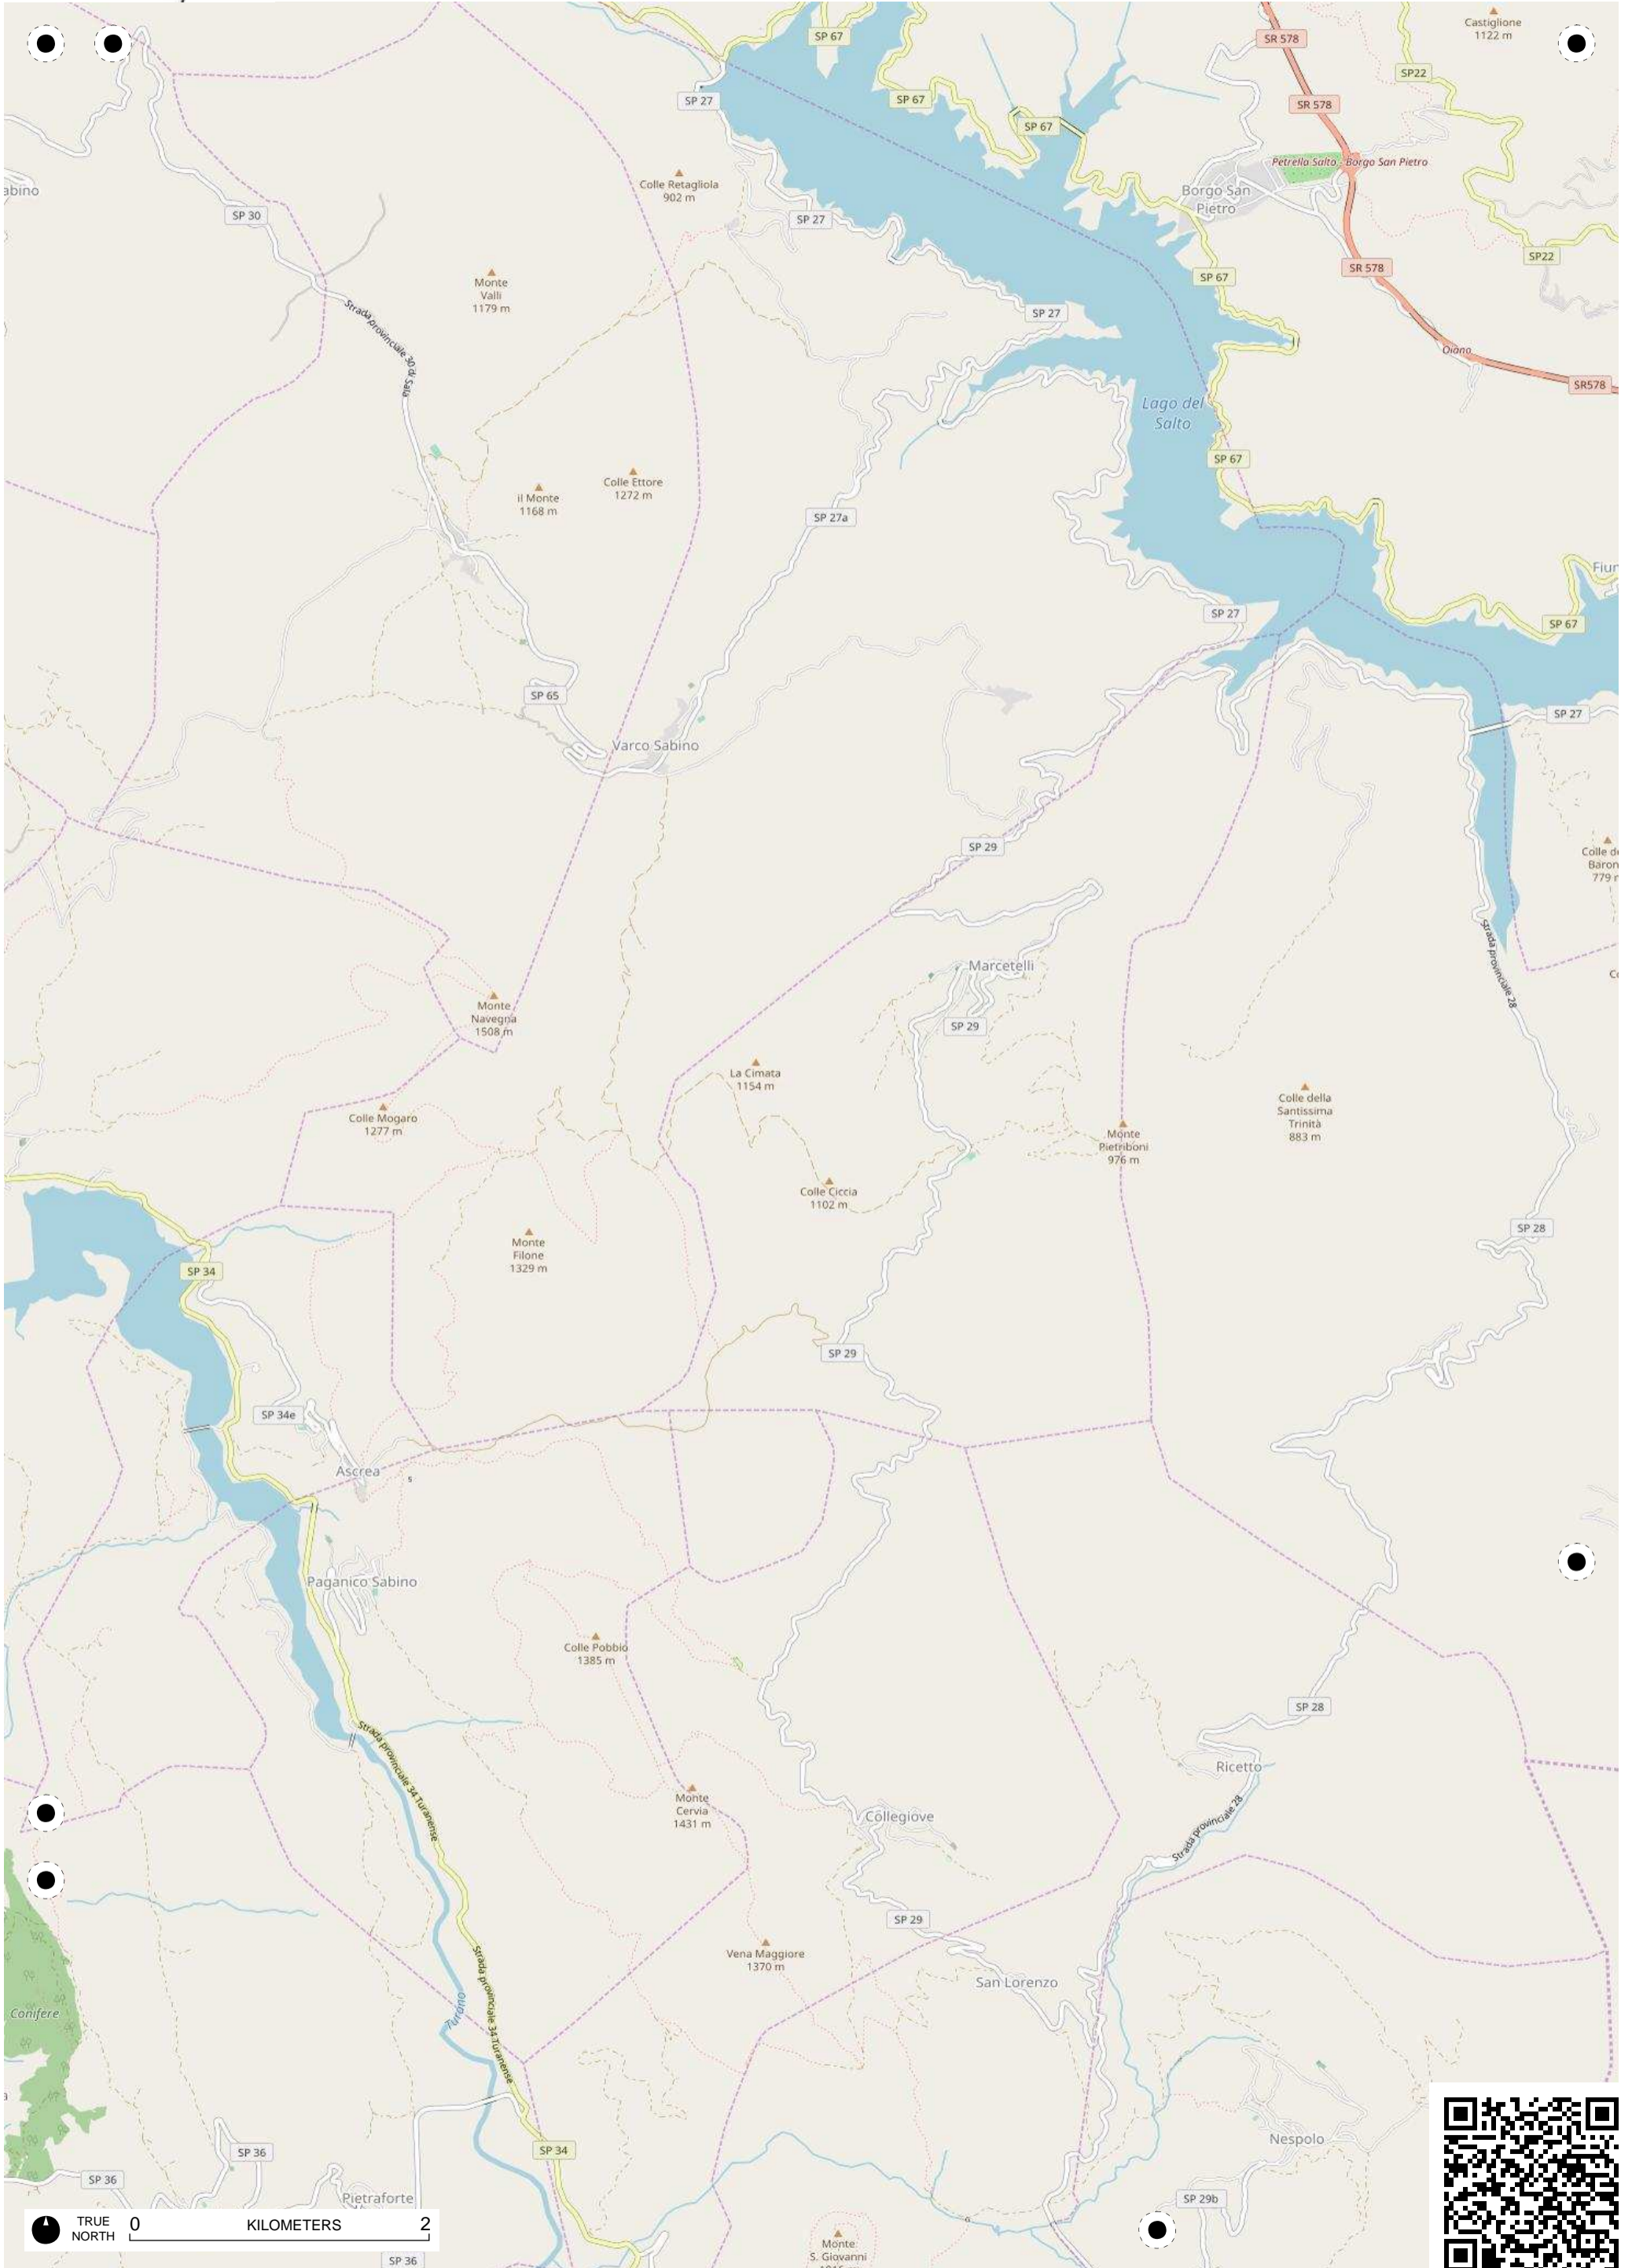 SP 67
Castiglione
1122 m
SR 578
SP22
SP 27
SP 67
SR 578
SP 67
Petrella Salto - Borgo San Pietro
Colle Retagliola
902 m
abino
Borgo San
Pietro
SP 30
SP 27
SP22
SR 578
SP 67
Monte
Valli
1179 m
SP 27
Strada provinciale 30 di Sala
Oiano
SR578
Lago del
Salto
SP 67
Colle Ettore
1272 m
il Monte
1168 m
SP 27a
Fiur
SP 27
SP 67
SP 65
SP 27
Varco Sabino
SP 29
Colle de
Baron
779 r
Marcetelli
Strada provinciale 28
Monte
Navegna
1508 m
SP 29
La Cimata
1154 m
Colle della
Santissima
Trinità
883 m
Colle Mogaro
1277 m
Monte
Pietriboni
976 m
Colle Ciccia
1102 m
SP 28
Monte
Filone
1329 m
SP 34
SP 29
SP 34e
Ascrea
s
Paganico Sabino
Colle Pobbio
1385 m
SP 28
Strada provinciale 34 Turanense
Ricetto
Monte
Cervia
1431 m
Collegiove
Strada provinciale 28
SP 29
Vena Maggiore
1370 m
San Lorenzo
Strada provinciale 34 Turanense
Turano
Conifere
Nespolo
SP 36
SP 34
SP 36
Pietraforte
SP 29b
TRUE
NORTH
0 KILOMETERS 2
Monte
S. Giovanni
SP 36